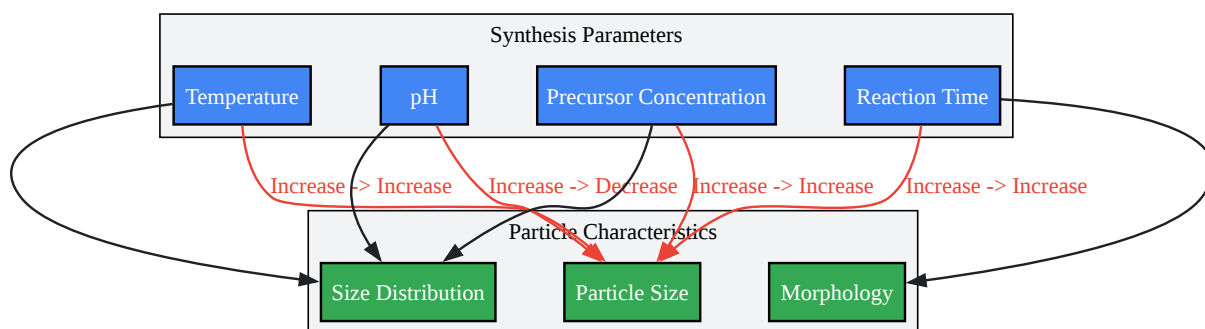 Synthesis Parameters
Temperature
pH
Precursor Concentration
Reaction Time
Increase -> Increase
Increase -> Decrease
Increase -> Increase
Increase -> Increase
Particle Characteristics
Size Distribution
Particle Size
Morphology